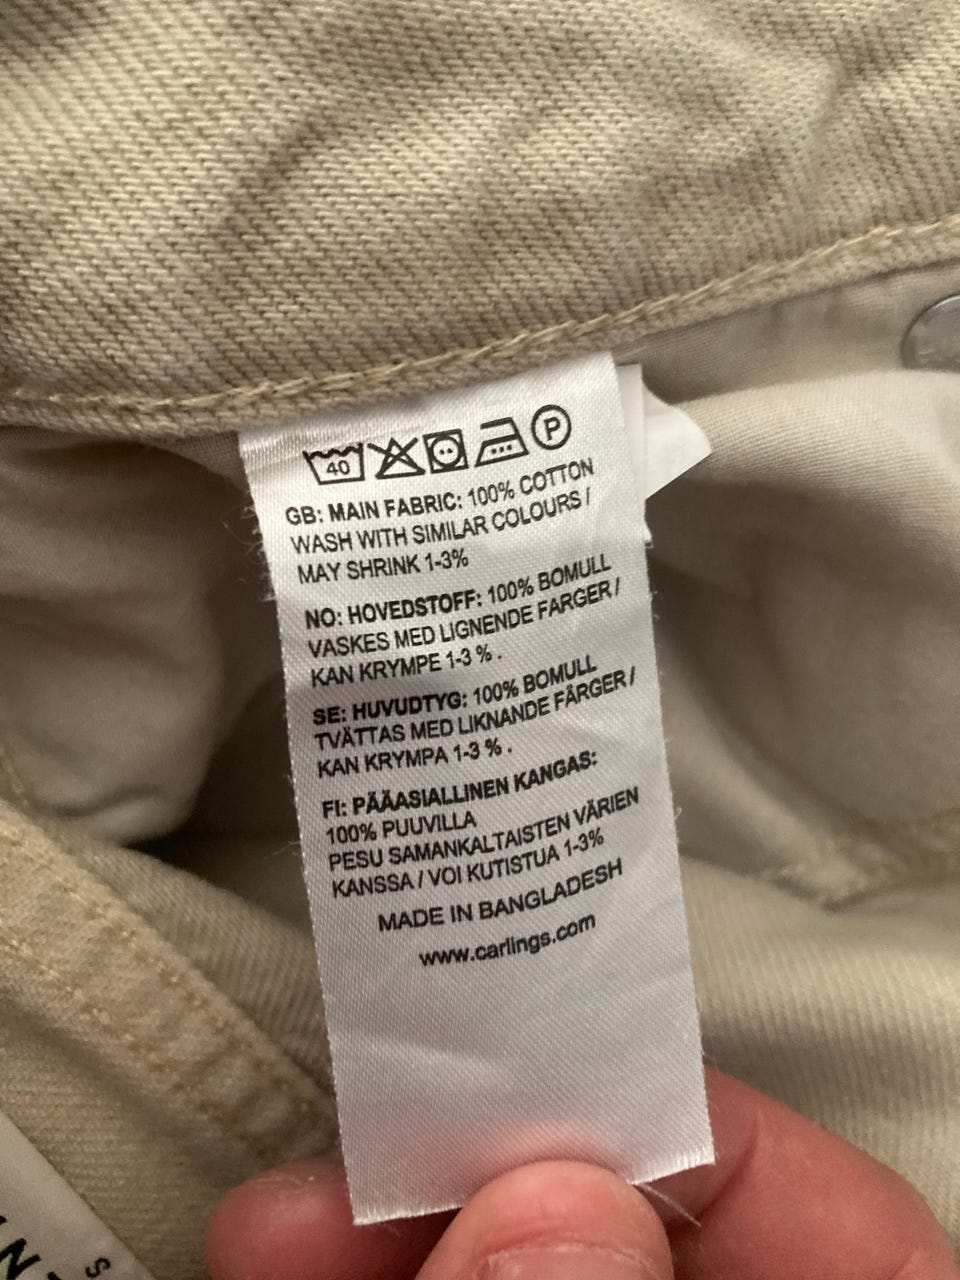 40 P
GB: MAIN FABRIC: 100% COTTON
WASH WITH SIMILAR COLOURS /
MAY SHRINK 1-3%
NO: HOVEDSTOFF: 100% BOMULL
VASKES MED LIGNENDE FARGER /
KAN KRYMPE 1-3 % .
SE: HUVUDTYG: 100% BOMULL
TVÄTTAS MED LIKNANDE FÄRGER /
KAN KRYMPA 1-3 % .
FI: PÄÄASIALLINEN KANGAS:
100% PUUVILLA
PESU SAMANKALTAISTEN VÄRIEN
KANSSA / VOI KUTISTUA 1-3%
MADE IN BANGLADESH
www.carlings.com
S